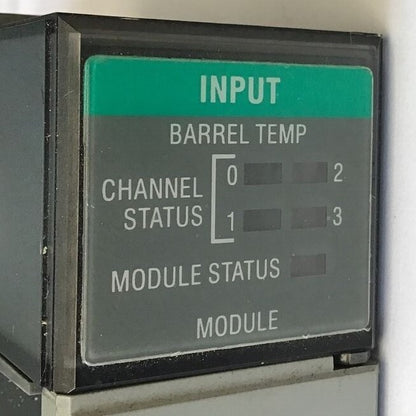 INPUT
BARREL TEMP
CHANNEL STATUS
0 2
1 3
MODULE STATUS
MODULE